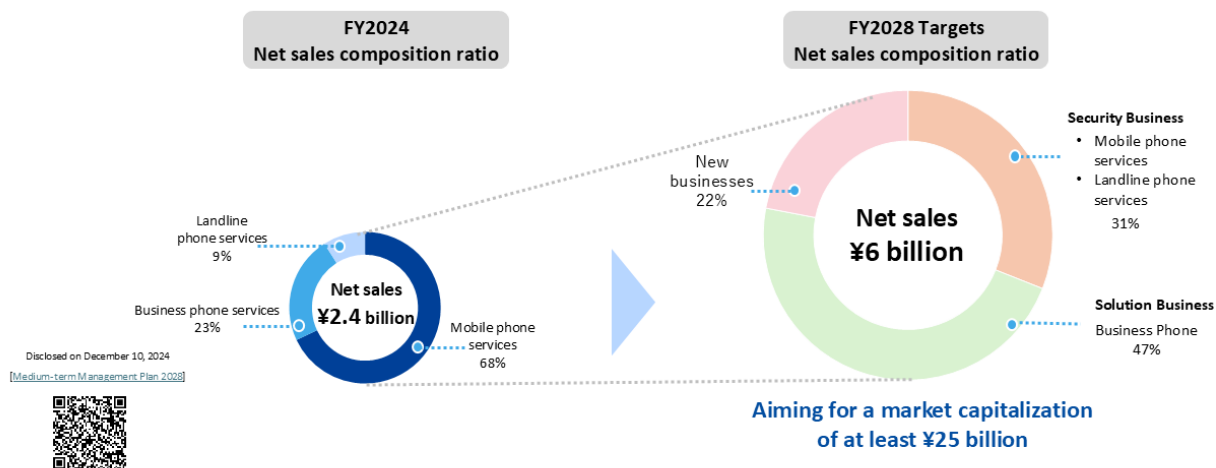 FY2024
Net sales composition ratio
FY2028 Targets
Net sales composition ratio
Landline
phone services
9%
Business phone services
23%
Net sales
¥2.4 billion
Mobile phone
services
68%
New
businesses
22%
Net sales
¥6 billion
Security Business
• Mobile phone
services
• Landline phone
services
31%
Solution Business
Business Phone
47%
Disclosed on December 10, 2024
[Medium-term Management Plan 2028]
Aiming for a market capitalization
of at least ¥25 billion